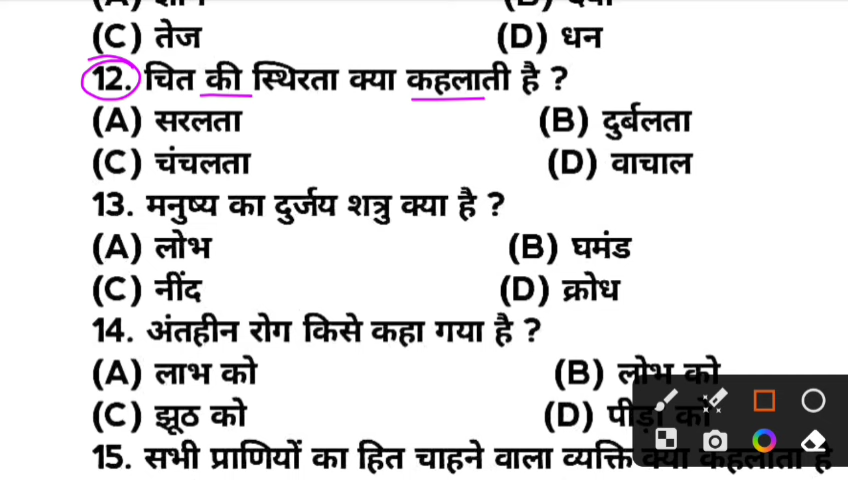 (C) तेज (D) धन
12. चित की स्थिरता क्या कहलाती है ?
(A) सरलता (B) दुर्बलता
(C) चंचलता (D) वाचाल
13. मनुष्य का दुर्जय शत्रु क्या है ?
(A) लोभ (B) घमंड
(C) नींद (D) क्रोध
14. अंतहीन रोग किसे कहा गया है ?
(A) लाभ को (B) लोभ को
(C) झूठ को (D) पीड़ा को
15. सभी प्राणियों का हित चाहने वाला व्यक्ति क्या कहलाता है